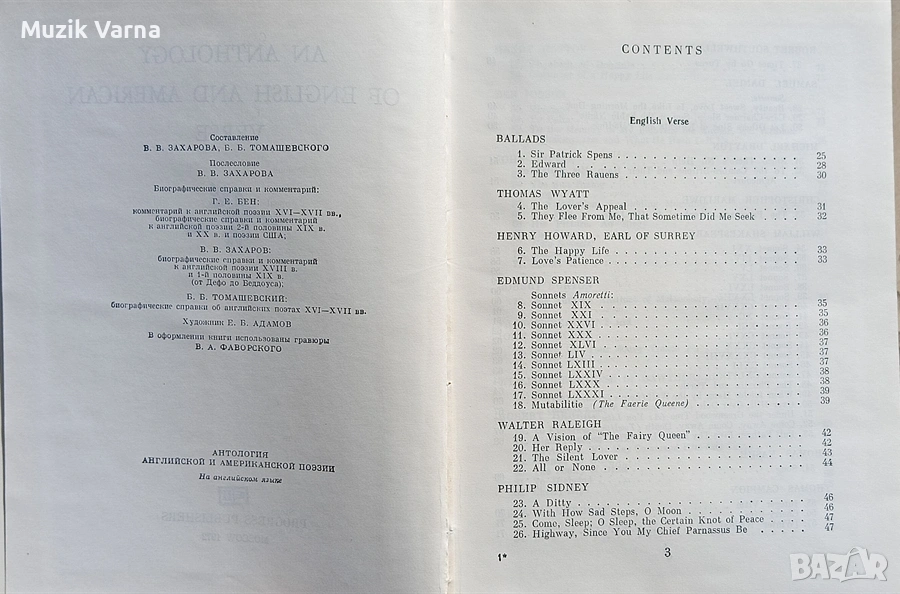 Muzik Varna
AN ANTHOLOGY
OF ENGLISH AND AMERICAN
Составление
В. В. ЗАХАРОВА, Б. Б. ТОМАШЕВСКОГО
Послесловие
В. В. ЗАХАРОВА
Биографические справки и комментарий:
Г. Е. БЕН:
комментарий к английской поэзии XVI—XVII вв.,
биографические справки и комментарий
к английской поэзии 2-й половины XIX в.
и XX в. и поэзии США;
В. В. ЗАХАРОВ:
биографические справки и комментарий
к английской поэзии XVIII в.
и 1-й половины XIX в.
(от Дефо до Беддоуса);
Б. Б. ТОМАШЕВСКИЙ:
биографические справки об английских поэтах XVI—XVII вв.
Художник Е. Б. АДАМОВ
В оформлении книги использованы гравюры
В. А. ФАВОРСКОГО
АНТОЛОГИЯ
АНГЛИЙСКОЙ И АМЕРИКАНСКОЙ ПОЭЗИИ
На английском языке
PROGRESS PUBLISHERS
CONTENTS
English Verse
BALLADS
1. Sir Patrick Spens . . . . . . . . . . . . . . . . . . 25
2. Edward . . . . . . . . . . . . . . . . . . 28
3. The Three Rauens . . . . . . . . . . . . . . . . . . 30
THOMAS WYATT
4. The Lover's Appeal . . . . . . . . . . . . . . . . . . 31
5. They Flee From Me, That Sometime Did Me Seek . . . . . . 32
HENRY HOWARD, EARL OF SURREY
6. The Happy Life . . . . . . . . . . . . . . . . . . 33
7. Love's Patience . . . . . . . . . . . . . . . . . . 33
EDMUND SPENSER
Sonnets Amoretti:
8. Sonnet XIX . . . . . . . . . . . . . . . . . . 35
9. Sonnet XXI . . . . . . . . . . . . . . . . . . 35
10. Sonnet XXVI . . . . . . . . . . . . . . . . . . 36
11. Sonnet XXX . . . . . . . . . . . . . . . . . . 36
12. Sonnet XLVI . . . . . . . . . . . . . . . . . . 37
13. Sonnet LIV . . . . . . . . . . . . . . . . . . 37
14. Sonnet LXIII . . . . . . . . . . . . . . . . . . 37
15. Sonnet LXXIV . . . . . . . . . . . . . . . . . . 38
16. Sonnet LXXX . . . . . . . . . . . . . . . . . . 38
17. Sonnet LXXXI . . . . . . . . . . . . . . . . . . 39
18. Mutabilitie (The Faerie Queene) . . . . . . . . . . 39
WALTER RALEIGH
19. A Vision of "The Fairy Queen" . . . . . . . . . . 42
20. Her Reply . . . . . . . . . . . . . . . . . . 42
21. The Silent Lover . . . . . . . . . . . . . . . . . . 43
22. All or None . . . . . . . . . . . . . . . . . . 44
PHILIP SIDNEY
23. A Ditty . . . . . . . . . . . . . . . . . . 46
24. With How Sad Steps, O Moon . . . . . . . . . . . . 46
25. Come, Sleep; O Sleep, the Certain Knot of Peace . . . . 47
26. Highway, Since You My Chief Parnassus Be . . . . . . 47
1*
3
BAZAR